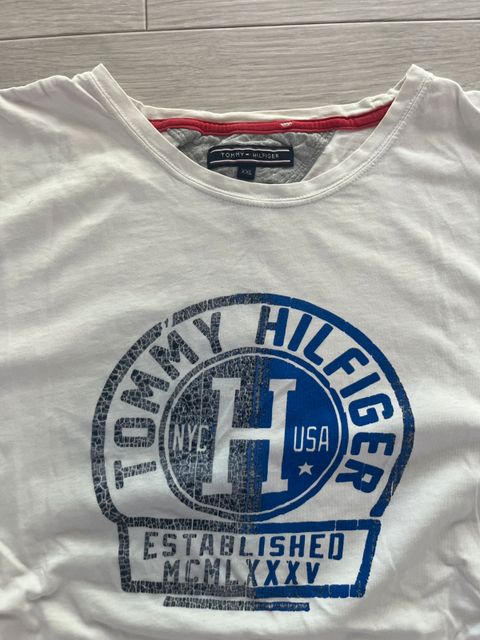 TOMMY HILFIGER
XXL
TOMMY HILFIGER
NYC H USA
ESTABLISHED
MCMLXXXV